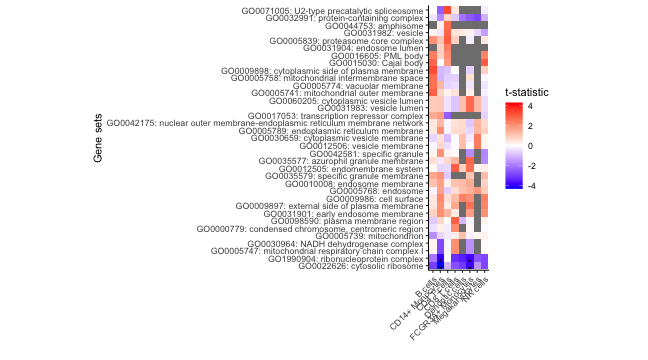 GO0071005: U2-type precatalytic spliceosome
GO0032991: protein-containing complex
GO0044753: amphisome
GO0031982: vesicle
GO0005839: proteasome core complex
GO0031904: endosome lumen
GO0016605: PML body
GO0015030: Cajal body
GO0009898: cytoplasmic side of plasma membrane
GO0005758: mitochondrial intermembrane space
GO0005774: vacuolar membrane
GO0005741: mitochondrial outer membrane
GO0060205: cytoplasmic vesicle lumen
GO0031983: vesicle lumen
GO0017053: transcription repressor complex
GO0042175: nuclear outer membrane-endoplasmic reticulum membrane network
GO0005789: endoplasmic reticulum membrane
GO0030659: cytoplasmic vesicle membrane
GO0012506: vesicle membrane
GO0042581: specific granule
GO0035577: azurophil granule membrane
GO0012505: endomembrane system
GO0035579: specific granule membrane
GO0010008: endosome membrane
GO0005768: endosome
GO0009986: cell surface
GO0009897: external side of plasma membrane
GO0031901: early endosome membrane
GO0098590: plasma membrane region
GO0000779: condensed chromosome, centromeric region
GO0005739: mitochondrion
GO0030964: NADH dehydrogenase complex
GO0005747: mitochondrial respiratory chain complex I
GO1990904: ribonucleoprotein complex
GO0022626: cytosolic ribosome
Gene sets
B cells
CD14+
NK cells
t-statistic
4
2
0
-2
-4